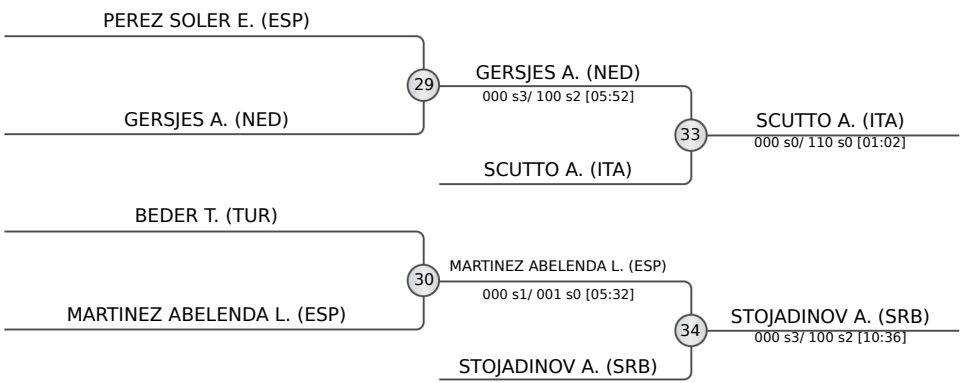 PEREZ SOLER E. (ESP)
29
GERSJES A. (NED)
GERSJES A. (NED)
000 s3/ 100 s2 [05:52]
33
SCUTTO A. (ITA)
SCUTTO A. (ITA)
000 s0/ 110 s0 [01:02]
BEDER T. (TUR)
30
MARTINEZ ABELENDA L. (ESP)
MARTINEZ ABELENDA L. (ESP)
000 s1/ 001 s0 [05:32]
34
STOJADINOV A. (SRB)
STOJADINOV A. (SRB)
000 s3/ 100 s2 [10:36]